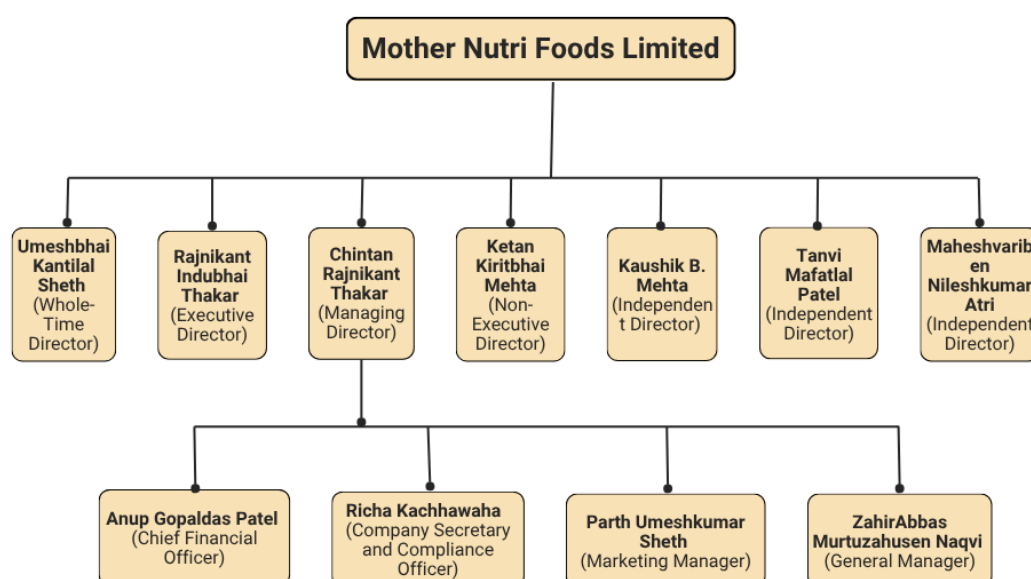 Mother Nutri Foods Limited
Umeshbhai
Kantilal
Sheth
(Whole-
Time
Director)
Rajnikant
Indubhai
Thakar
(Executive
Director)
Chintan
Rajnikant
Thakar
(Managing
Director)
Ketan
Kiritbhai
Mehta
(Non-
Executive
Director)
Kaushik B.
Mehta
(Independen
t Director)
Tanvi
Mafatlal
Patel
(Independent
Director)
Maheshvarib
en
Nileshkumar
Atri
(Independent
Director)
Anup Gopaldas Patel
(Chief Financial
Officer)
Richa Kachhawaha
(Company Secretary
and Compliance
Officer)
Parth Umeshkumar
Sheth
(Marketing Manager)
ZahirAbbas
Murtuzahusen Naqvi
(General Manager)